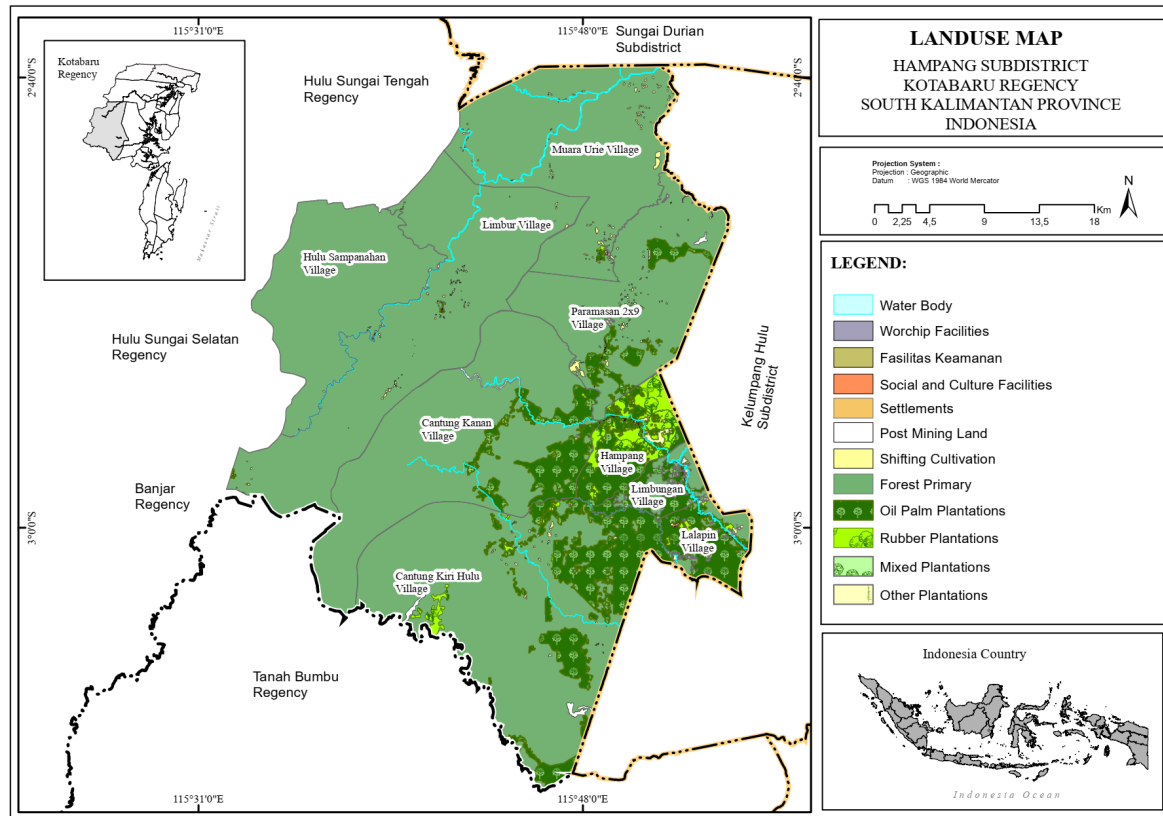 115°31'0"E
115°48'0"E
Sungai Durian
Subdistrict
Kotabaru
Regency
Makassar Strait
Hulu Sungai Tengah
Regency
2°40'0"S
2°40'0"S
Muara Urie Village
Limbur Village
Hulu Sampanahan
Village
Paramasan 2x9
Village
Hulu Sungai Selatan
Regency
Kelumpang Hulu
Subdistrict
Cantung Kanan
Village
Hampang
Village
Limbungan
Village
Banjar
Regency
3°0'0"S
3°0'0"S
Lalapin
Village
Cantung Kiri Hulu
Village
Tanah Bumbu
Regency
115°31'0"E
115°48'0"E
LANDUSE MAP
HAMPANG SUBDISTRICT
KOTABARU REGENCY
SOUTH KALIMANTAN PROVINCE
INDONESIA
Projection System :
Projection : Geographic
Datum : WGS 1984 World Mercator
N
Km
0 2,25 4,5 9 13,5 18
LEGEND:
Water Body
Worchip Facilities
Fasilitas Keamanan
Social and Culture Facilities
Settlements
Post Mining Land
Shifting Cultivation
Forest Primary
Oil Palm Plantations
Rubber Plantations
Mixed Plantations
Other Plantations
Indonesia Country
Indonesia Ocean